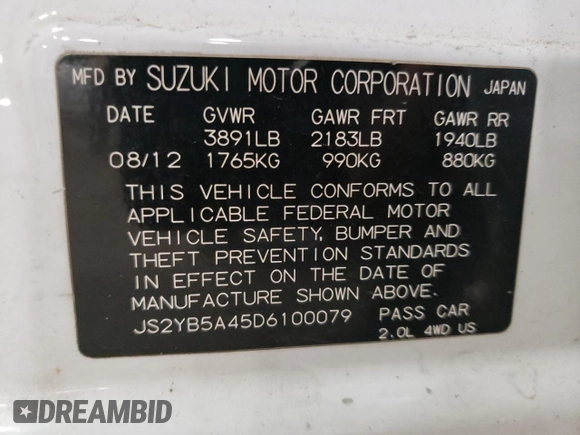 MFD BY SUZUKI MOTOR CORPORATION JAPAN
DATE GVWR GAWR FRT GAWR RR
3891LB 2183LB 1940LB
08/12 1765KG 990KG 880KG
THIS VEHICLE CONFORMS TO ALL
APPLICABLE FEDERAL MOTOR
VEHICLE SAFETY, BUMPER AND
THEFT PREVENTION STANDARDS
IN EFFECT ON THE DATE OF
MANUFACTURE SHOWN ABOVE.
JS2YB5A45D6100079 PASS CAR
2.0L 4WD US
DREAMBID